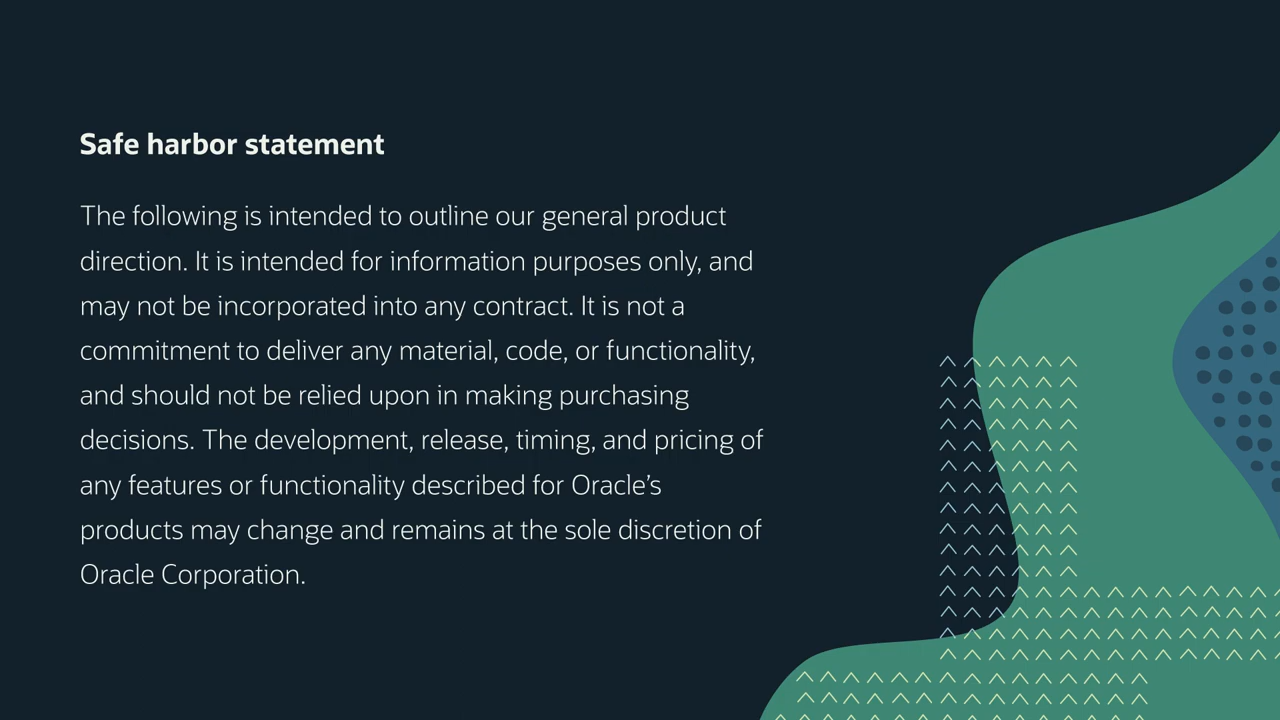 Safe harbor statement
The following is intended to outline our general product
direction. It is intended for information purposes only, and
may not be incorporated into any contract. It is not a
commitment to deliver any material, code, or functionality,
and should not be relied upon in making purchasing
decisions. The development, release, timing, and pricing of
any features or functionality described for Oracle’s
products may change and remains at the sole discretion of
Oracle Corporation.